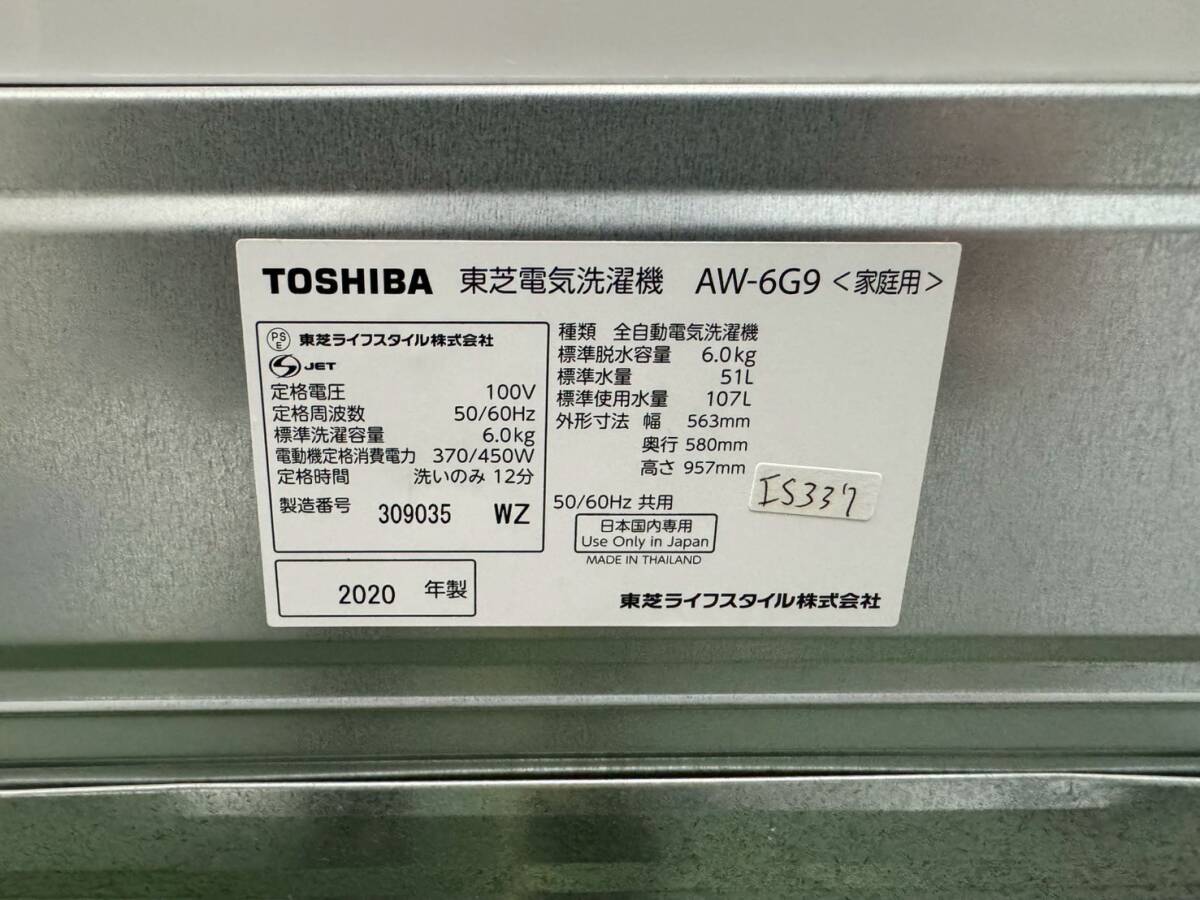 TOSHIBA 東芝電気洗濯機 AW-6G9 <家庭用>
PS E 東芝ライフスタイル株式会社
S JET
定格電圧 100V
定格周波数 50/60Hz
標準洗濯容量 6.0kg
電動機定格消費電力 370/450W
定格時間 洗いのみ 12分
製造番号 309035 WZ
2020 年製
種類 全自動電気洗濯機
標準脱水容量 6.0kg
標準水量 51L
標準使用水量 107L
外形寸法 幅 563mm
奥行 580mm
高さ 957mm
IS337
50/60Hz 共用
日本国内専用
Use Only in Japan
MADE IN THAILAND
東芝ライフスタイル株式会社